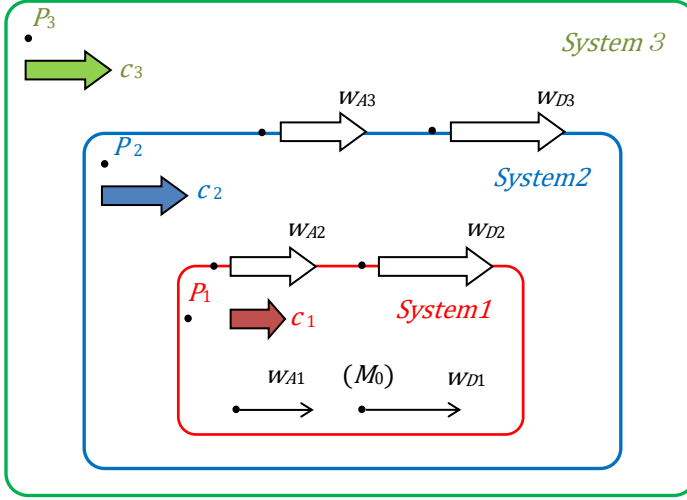 P3
System 3
c3
wA3
wD3
P2
System2
c2
wA2
wD2
P1
System1
c1
wA1
(M0)
wD1